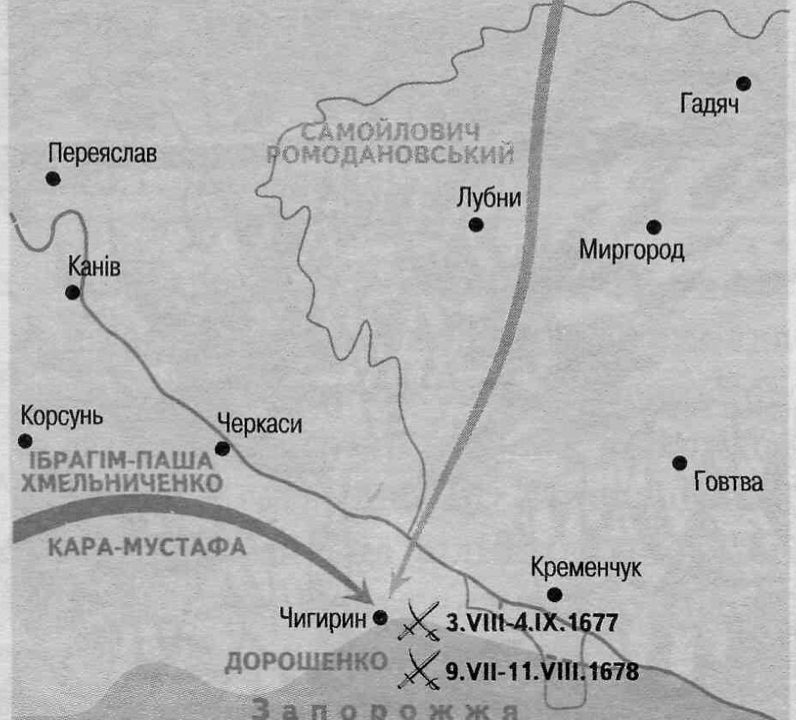 Гадяч
САМОЙЛОВИЧ
РОМОДАНОВСЬКИЙ
Переяслав
Лубни
Миргород
Канів
Корсунь
Черкаси
ІБРАГІМ-ПАША
ХМЕЛЬНИЧЕНКО
Говтва
КАРА-МУСТАФА
Кременчук
Чигирин
3.VIII-4.IX.1677
ДОРОШЕНКО
9.VII-11.VIII.1678
Запорожжя